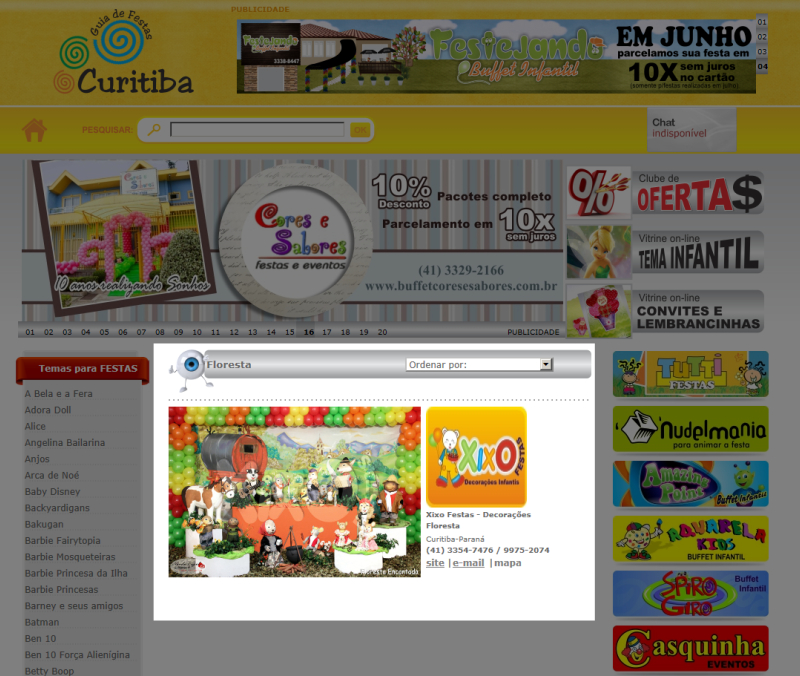 PUBLICIDADE
Guia de Festas
Curitiba
Festejando
3338-8447
Festejando
Buffet Infantil
EM JUNHO
parcelamos sua festa em
10X sem juros
no cartão
01
02
03
04
PESQUISAR:
OK
Chat
indisponível
Cores e
Sabores
10 anos realizando Sonhos
Cores e
Sabores
festas e eventos
10%
Desconto
Pacotes completo
Parcelamento em 10x
sem juros
(41) 3329-2166
www.buffetcoresesabores.com.br
Clube de
OFERTA$
Vitrine on-line
TEMA INFANTIL
Vitrine on-line
CONVITES E
LEMBRANCINHAS
01 02 03 04 05 06 07 08 09 10 11 12 13 14 15 16 17 18 19 20
PUBLICIDADE
Temas para FESTAS
A Bela e a Fera
Adora Doll
Alice
Angelina Bailarina
Anjos
Arca de Noé
Baby Disney
Backyardigans
Bakugan
Barbie Fairytopia
Barbie Mosqueteiras
Barbie Princesa da Ilha
Barbie Princesas
Barney e seus amigos
Batman
Ben 10
Ben 10 Força Alienígina
Betty Boop
Floresta
Ordenar por:
XIXO
FESTAS
Decorações Infantis
Xixo Festas - Decorações
Floresta
Curitiba-Paraná
(41) 3354-7476 / 9975-2074
site | e-mail | mapa
TUTTI
FESTAS
Nudelmania
para animar a festa
Amazing
Point
Buffet Infantil
RAURKELA
KIDS
BUFFET INFANTIL
SPIRO
GIRO
Buffet
Infantil
Casquinha
EVENTOS